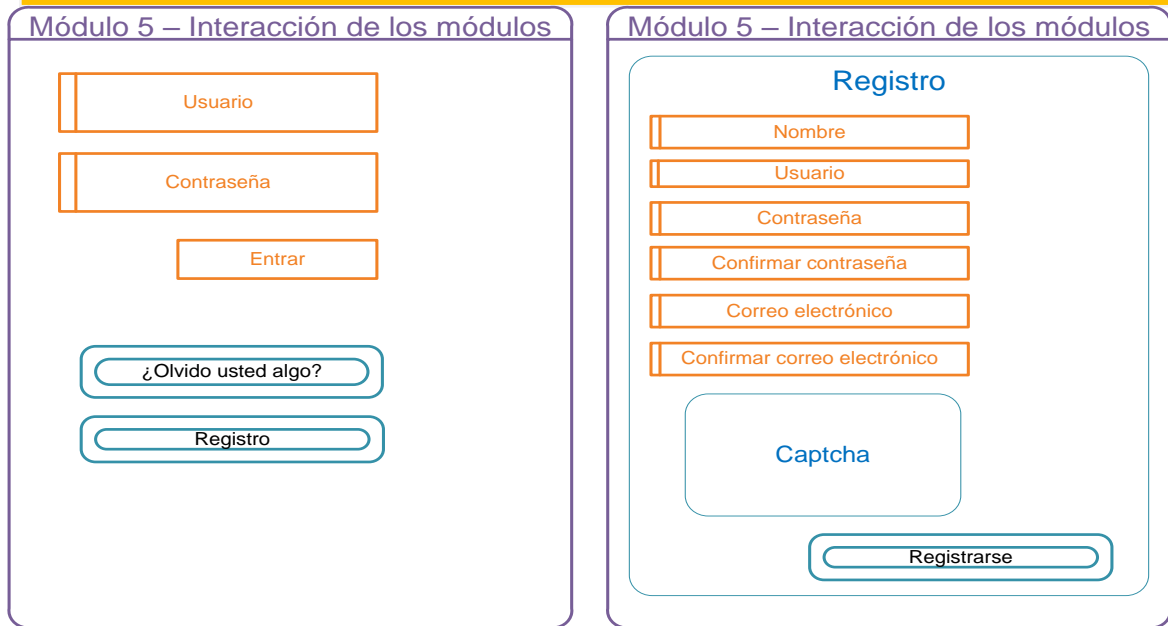 Módulo 5 – Interacción de los módulos
Usuario
Contraseña
Entrar
¿Olvido usted algo?
Registro
Módulo 5 – Interacción de los módulos
Registro
Nombre
Usuario
Contraseña
Confirmar contraseña
Correo electrónico
Confirmar correo electrónico
Captcha
Registrarse